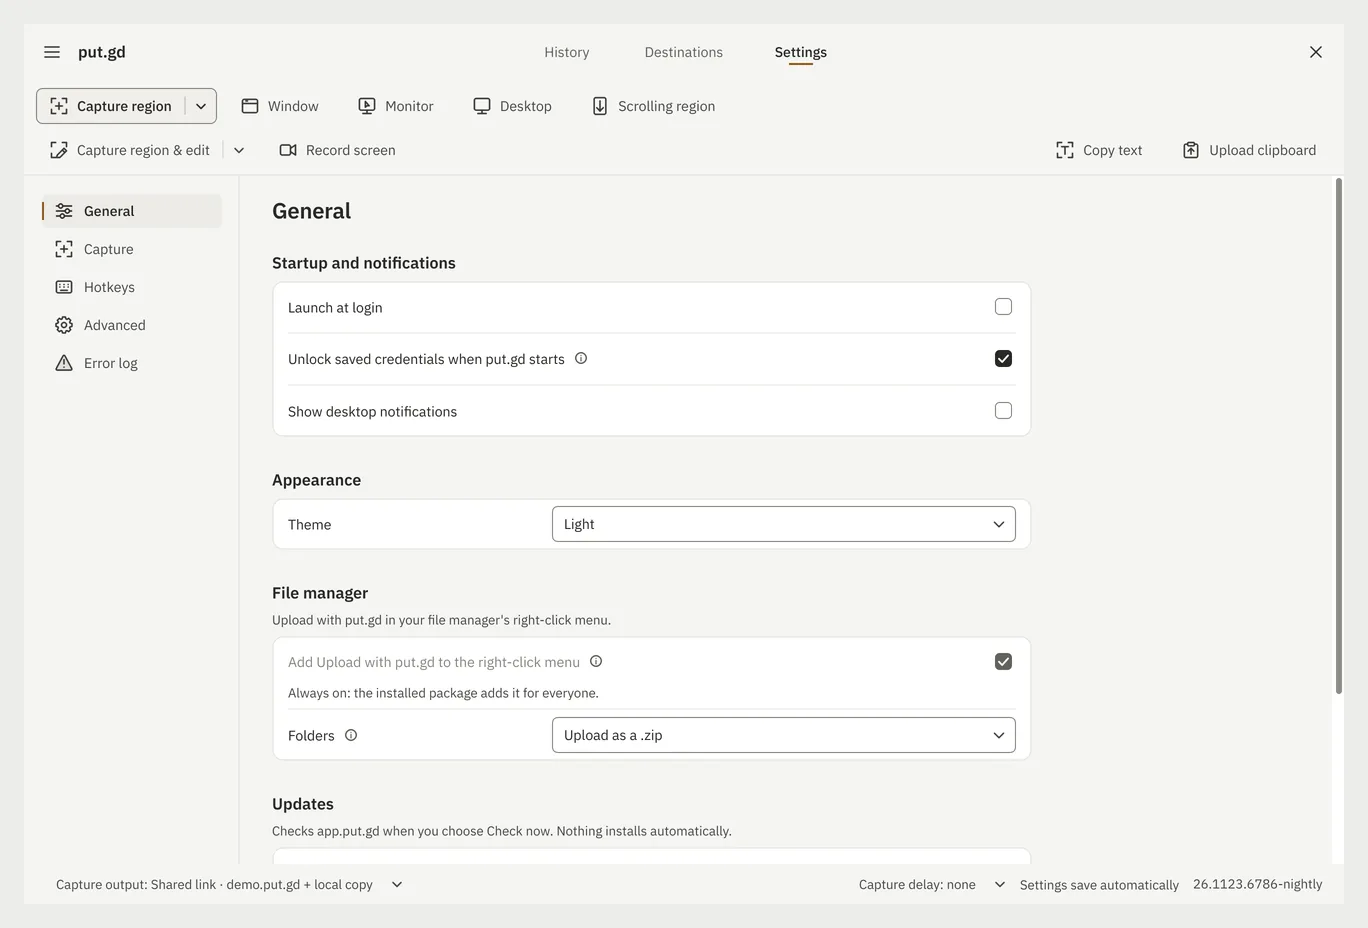 put.gd
History
Destinations
Settings
Capture region
Window
Monitor
Desktop
Scrolling region
Capture region & edit
Record screen
Copy text
Upload clipboard
General
Capture
Hotkeys
Advanced
Error log
General
Startup and notifications
Launch at login
Unlock saved credentials when put.gd starts
Show desktop notifications
Appearance
Theme
Light
File manager
Upload with put.gd in your file manager's right-click menu.
Add Upload with put.gd to the right-click menu
Always on: the installed package adds it for everyone.
Folders
Upload as a .zip
Updates
Checks app.put.gd when you choose Check now. Nothing installs automatically.
Capture output: Shared link · demo.put.gd + local copy
Capture delay: none
Settings save automatically
26.1123.6786-nightly